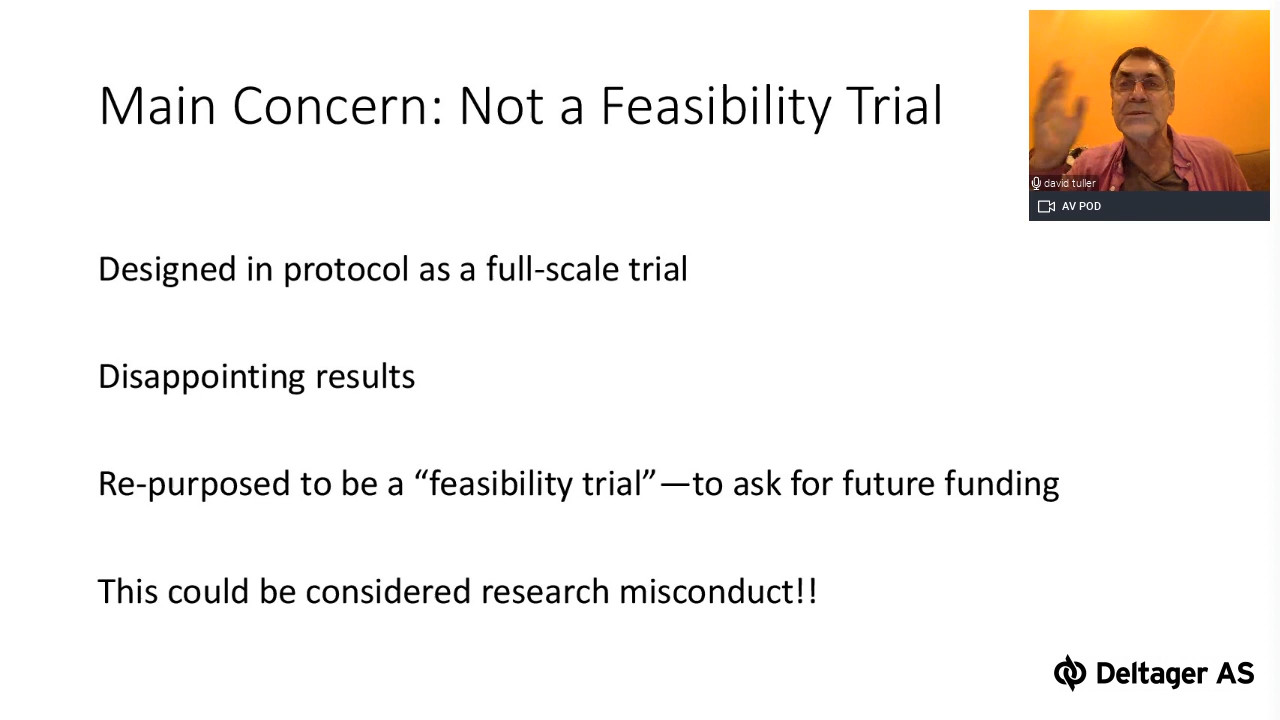 Main Concern: Not a Feasibility Trial
david tuller
AV POD
Designed in protocol as a full-scale trial
Disappointing results
Re-purposed to be a “feasibility trial”—to ask for future funding
This could be considered research misconduct!!
Deltager AS